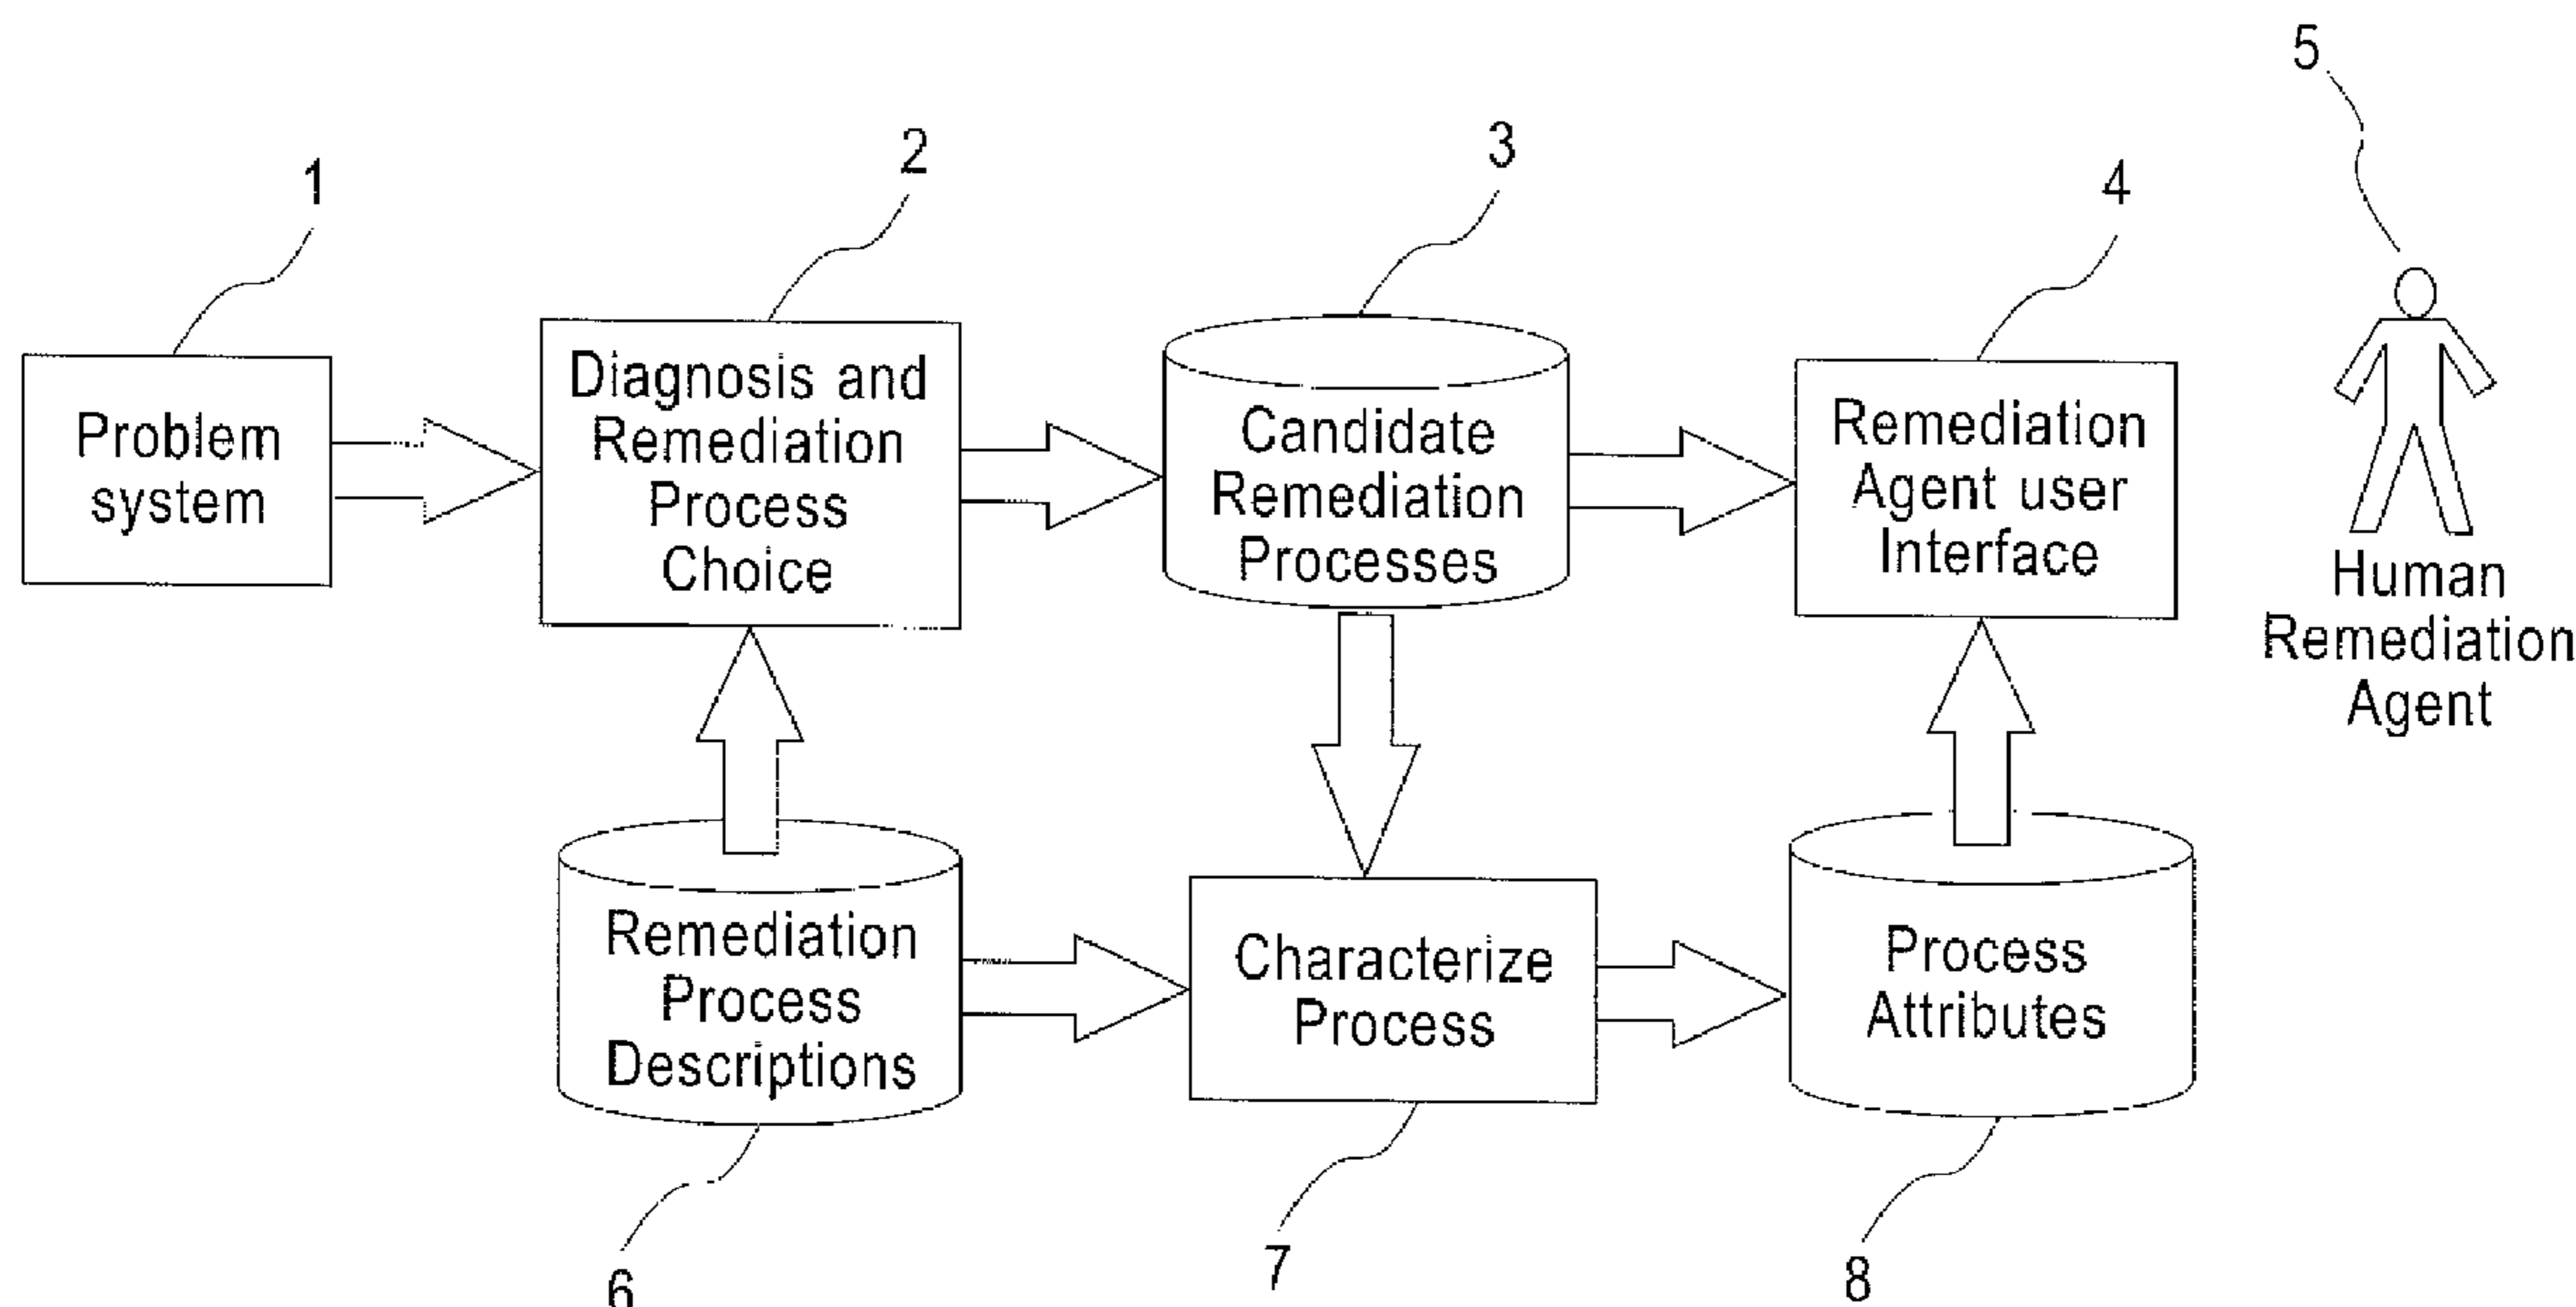 1
2
3
4
5
Problem
system
Diagnosis and
Remediation
Process
Choice
Candidate
Remediation
Processes
Remediation
Agent user
Interface
Human
Remediation
Agent
Remediation
Process
Descriptions
Characterize
Process
Process
Attributes
6
7
8